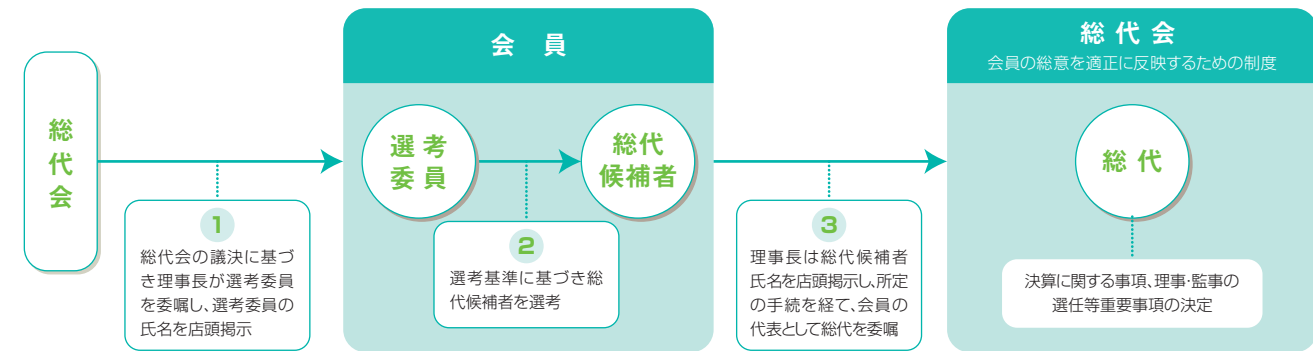 総代会
1
総代会の議決に基づ
き理事長が選考委員
を委嘱し、選考委員の
氏名を店頭掲示
会員
選考
委員
総代
候補者
2
選考基準に基づき総
代候補者を選考
3
理事長は総代候補者
氏名を店頭掲示し、所定
の手続を経て、会員の
代表として総代を委嘱
総代会
会員の総意を適正に反映するための制度
総代
決算に関する事項、理事・監事の
選任等重要事項の決定